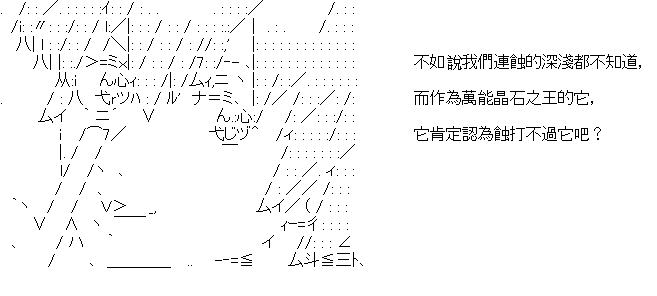 不如說我們連蝕的深淺都不知道，
而作為萬能晶石之王的它，
它肯定認為蝕打不過它吧？